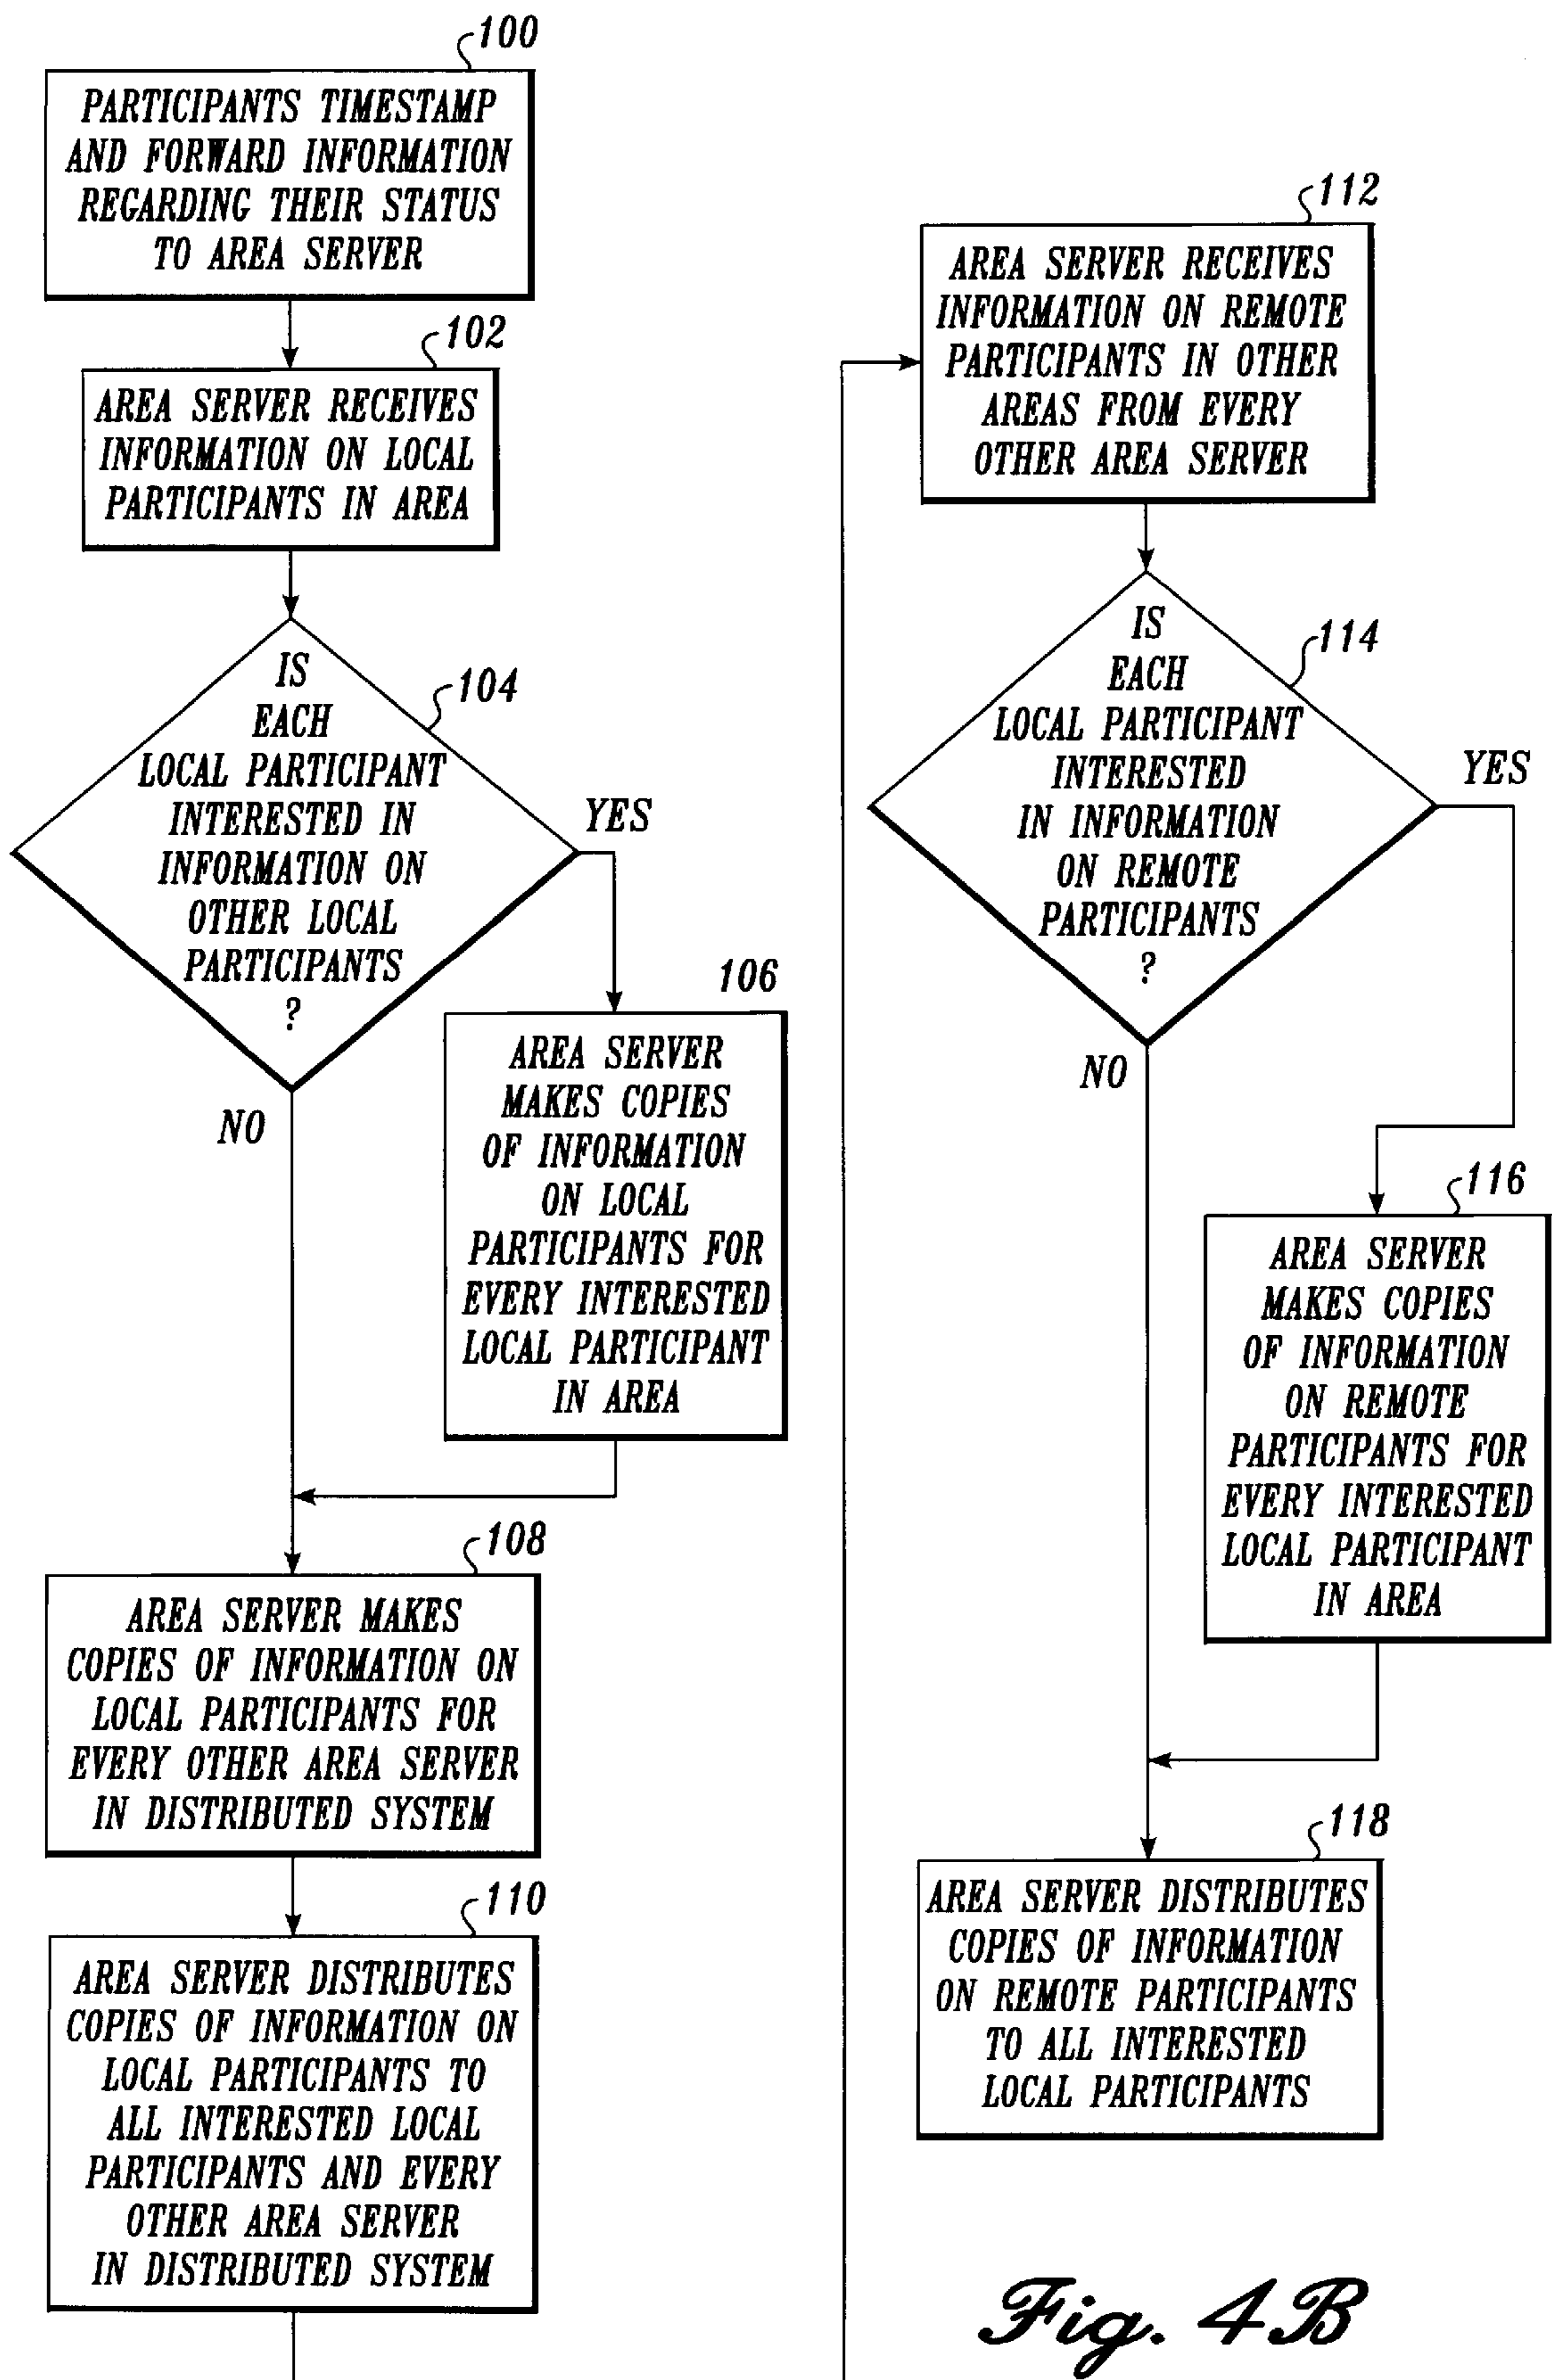 100
PARTICIPANTS TIMESTAMP
AND FORWARD INFORMATION
REGARDING THEIR STATUS
TO AREA SERVER
102
AREA SERVER RECEIVES
INFORMATION ON LOCAL
PARTICIPANTS IN AREA
104
IS
EACH
LOCAL PARTICIPANT
INTERESTED IN
INFORMATION ON
OTHER LOCAL
PARTICIPANTS
?
YES
NO
106
AREA SERVER
MAKES COPIES
OF INFORMATION
ON LOCAL
PARTICIPANTS FOR
EVERY INTERESTED
LOCAL PARTICIPANT
IN AREA
108
AREA SERVER MAKES
COPIES OF INFORMATION ON
LOCAL PARTICIPANTS FOR
EVERY OTHER AREA SERVER
IN DISTRIBUTED SYSTEM
110
AREA SERVER DISTRIBUTES
COPIES OF INFORMATION ON
LOCAL PARTICIPANTS TO
ALL INTERESTED LOCAL
PARTICIPANTS AND EVERY
OTHER AREA SERVER
IN DISTRIBUTED SYSTEM
112
AREA SERVER RECEIVES
INFORMATION ON REMOTE
PARTICIPANTS IN OTHER
AREAS FROM EVERY
OTHER AREA SERVER
114
IS
EACH
LOCAL PARTICIPANT
INTERESTED
IN INFORMATION
ON REMOTE
PARTICIPANTS
?
YES
NO
116
AREA SERVER
MAKES COPIES
OF INFORMATION
ON REMOTE
PARTICIPANTS FOR
EVERY INTERESTED
LOCAL PARTICIPANT
IN AREA
118
AREA SERVER DISTRIBUTES
COPIES OF INFORMATION
ON REMOTE PARTICIPANTS
TO ALL INTERESTED
LOCAL PARTICIPANTS
Fig. 4B